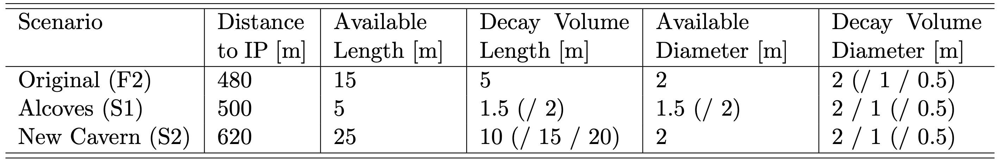 Scenario Distance Available Decay Volume Available Decay Volume
to IP [m] Length [m] Length [m] Diameter [m] Diameter [m]
Original (F2) 480 15 5 2 2 (/ 1 / 0.5)
Alcoves (S1) 500 5 1.5 (/ 2) 1.5 (/ 2) 2 / 1 (/ 0.5)
New Cavern (S2) 620 25 10 (/ 15 / 20) 2 2 / 1 (/ 0.5)